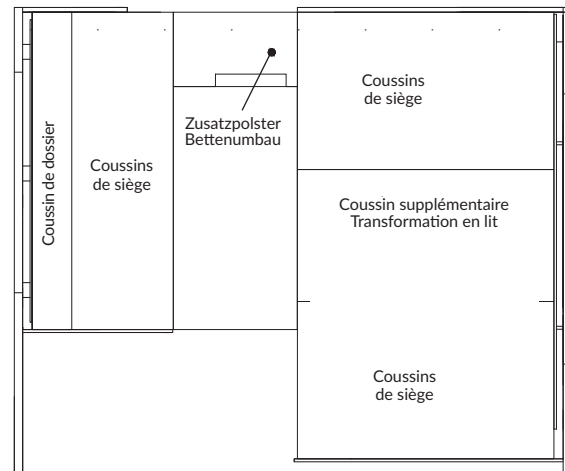 Coussin de dossier
Coussins
de siège
Zusatzpolster
Bettenumbau
Coussins
de siège
Coussin supplémentaire
Transformation en lit
Coussins
de siège